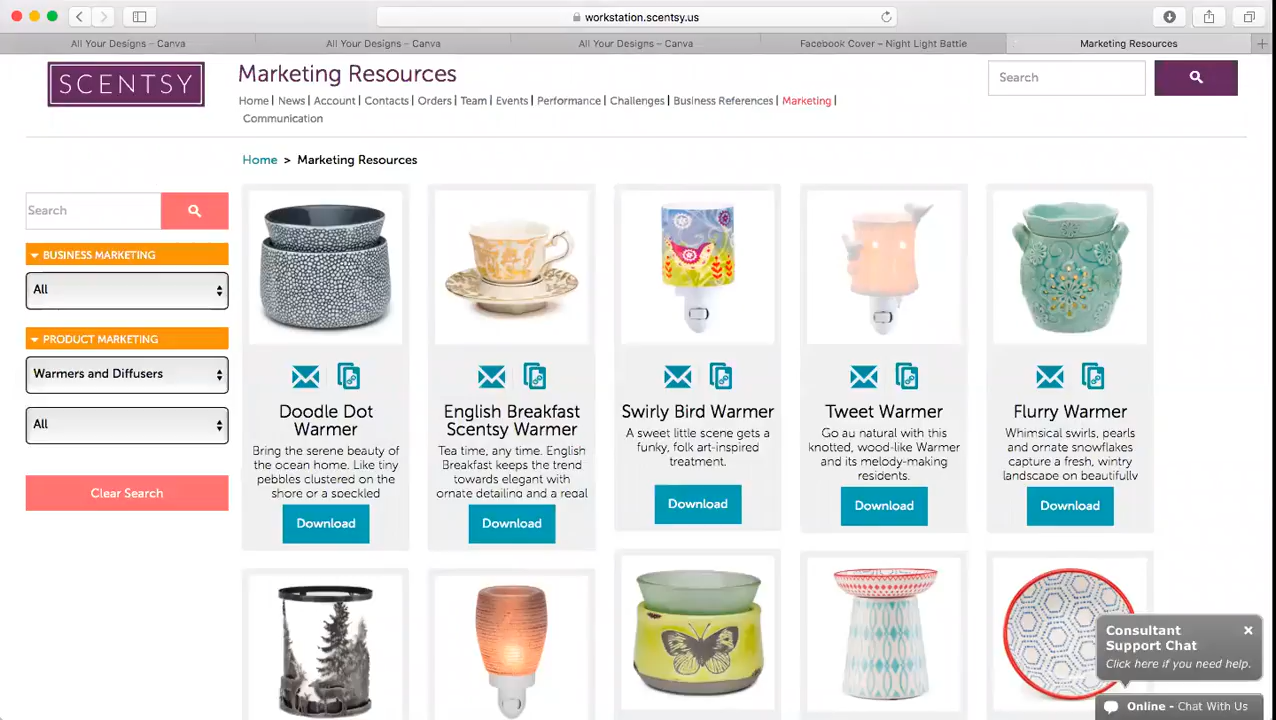 workstation.scentsy.us
All Your Designs – Canva
All Your Designs – Canva
All Your Designs – Canva
Facebook Cover – Night Light Battle
Marketing Resources
SCENTSY
Marketing Resources
Search
Home | News | Account | Contacts | Orders | Team | Events | Performance | Challenges | Business References | Marketing |
Communication
Home > Marketing Resources
Search
BUSINESS MARKETING
All
PRODUCT MARKETING
Warmers and Diffusers
All
Clear Search
Doodle Dot
Warmer
Bring the serene beauty of
the ocean home. Like tiny
pebbles clustered on the
shore or a speckled
Download
English Breakfast
Scentsy Warmer
Tea time, any time. English
Breakfast keeps the trend
towards elegant with
ornate detailing and a regal
Download
Swirly Bird Warmer
A sweet little scene gets a
funky, folk art-inspired
treatment.
Download
Tweet Warmer
Go au natural with this
knotted, wood-like Warmer
and its melody-making
residents.
Download
Flurry Warmer
Whimsical swirls, pearls
and ornate snowflakes
capture a fresh, wintry
landscape on beautifully
Download
Consultant
Support Chat
Click here if you need help.
Online - Chat With Us